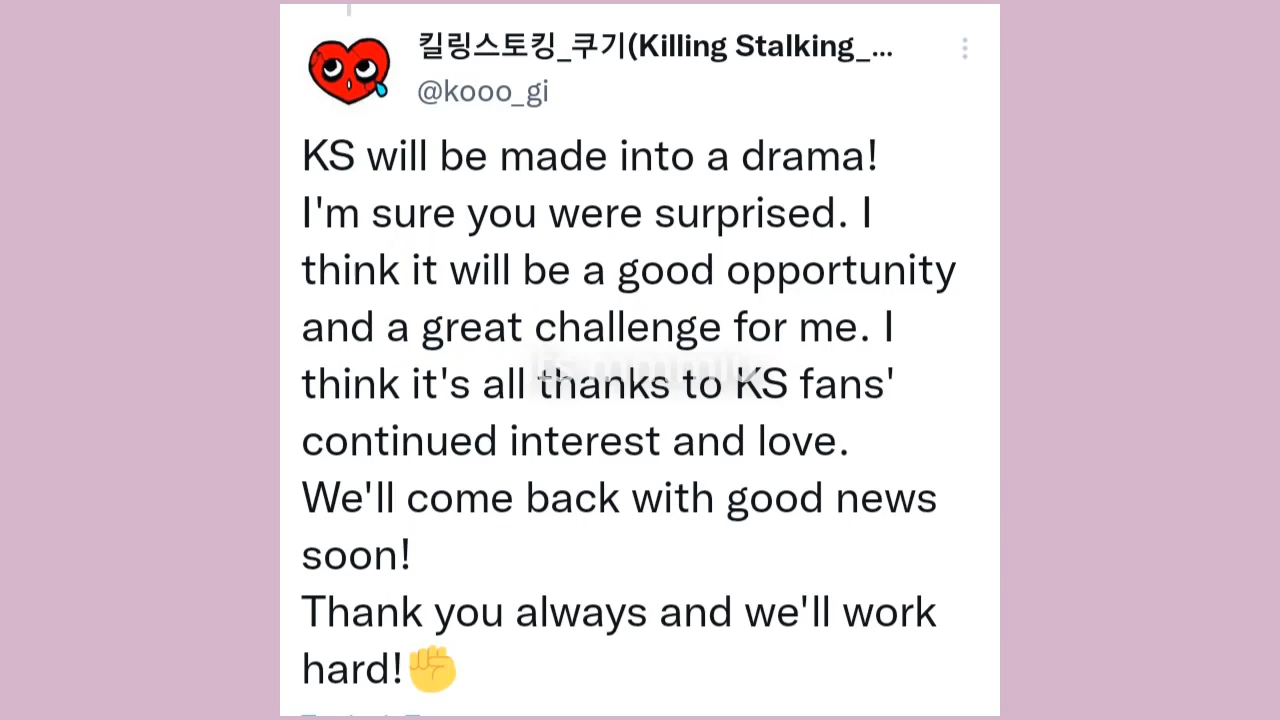 킬링스토킹_쿠기(Killing Stalking_...
@kooo_gi
KS will be made into a drama!
I'm sure you were surprised. I
think it will be a good opportunity
and a great challenge for me. I
think it's all thanks to KS fans'
continued interest and love.
We'll come back with good news
soon!
Thank you always and we'll work
hard!✊